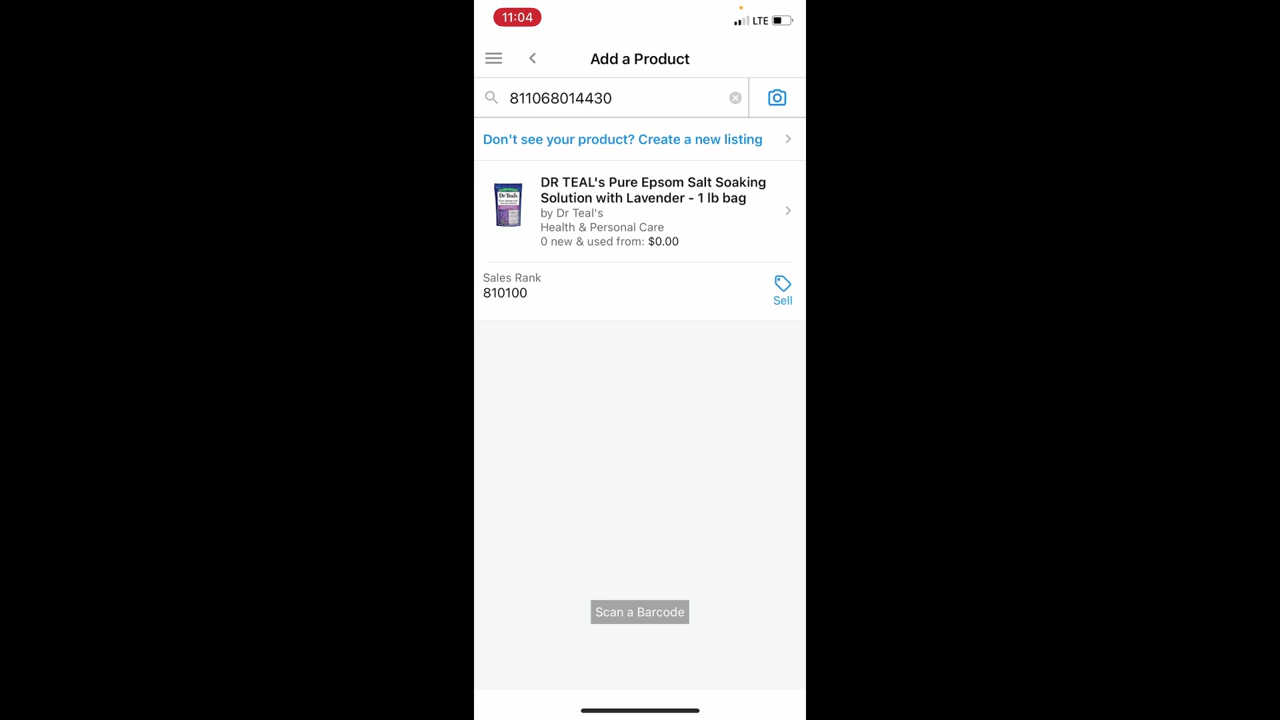 11:04
LTE
Add a Product
811068014430
Don't see your product? Create a new listing
DR TEAL's Pure Epsom Salt Soaking
Solution with Lavender - 1 lb bag
by Dr Teal's
Health & Personal Care
0 new & used from: $0.00
Dr Teal's
Sales Rank
810100
Sell
Scan a Barcode